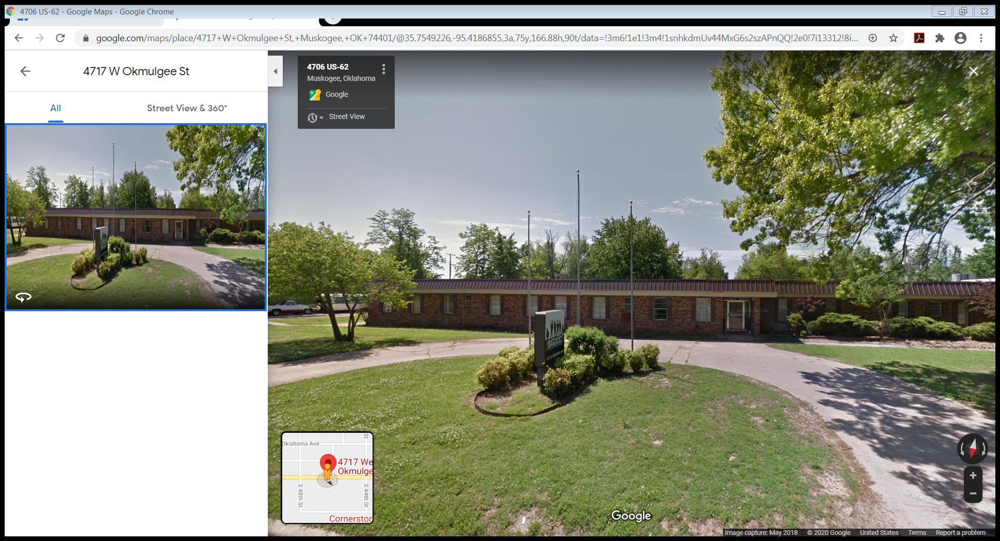 4706 US-62 - Google Maps - Google Chrome
google.com/maps/place/4717+W+Okmulgee+St,+Muskogee,+OK+74401/@35.7549226,-95.4186855,3a,75y,166.88h,90t/data=!3m6!1e1!3m4!1snhkdmUv44MxG6s2szAPnQQ!2e0!7i13312!8i...
4717 W Okmulgee St
All
Street View & 360°
4706 US-62
Muskogee, Oklahoma
Google
Street View
BARRACKS
Oklahoma Ave
St
4717 We
Okmulge
S 48th St
S 44th St
Cornerstor
Google
Image capture: May 2018 © 2020 Google United States Terms Report a problem